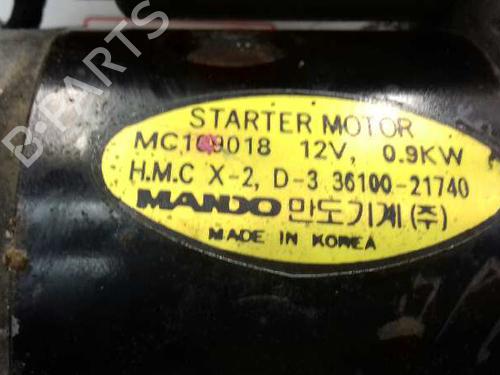 B-PARTS
STARTER MOTOR
MC109018 12V, 0.9KW
H.M.C X-2, D-3 36100-21740
MANDO 만도기계(주)
MADE IN KOREA